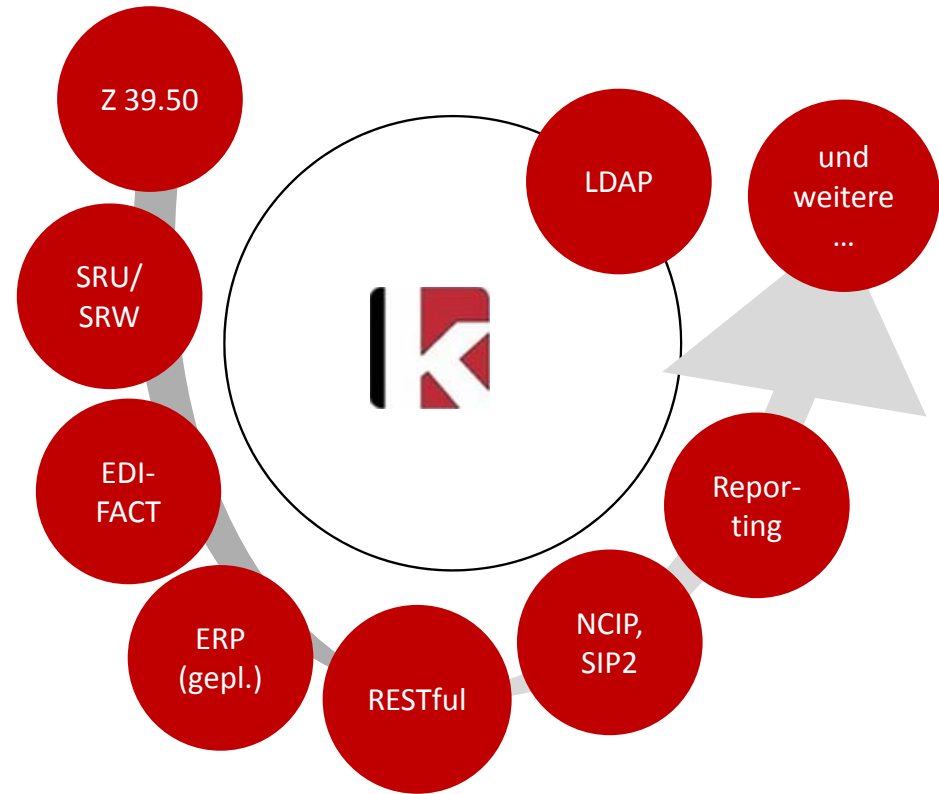 Z 39.50
SRU/
SRW
EDI-
FACT
ERP
(gepl.)
RESTful
NCIP,
SIP2
Repor-
ting
und
weitere
...
LDAP
k